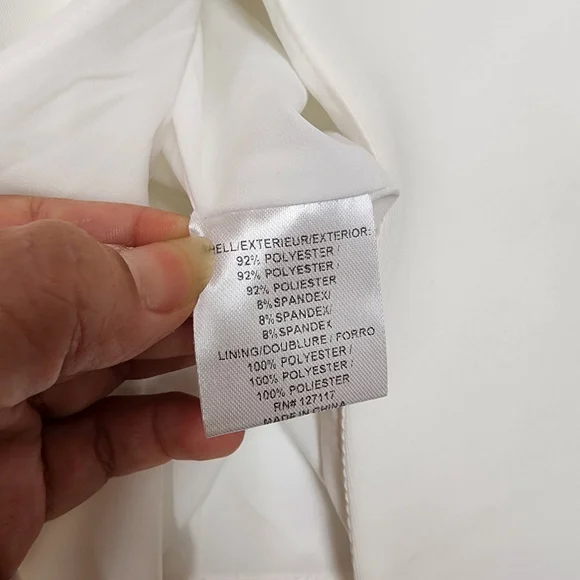 HELL/EXTERIEUR/EXTERIOR:
92% POLYESTER /
92% POLYESTER /
92% POLIESTER
8% SPANDEX/
8% SPANDEX/
8% SPANDEX
LINING/DOUBLURE / FORRO
100% POLYESTER /
100% POLYESTER /
100% POLIESTER
RN# 127117
MADE IN CHINA